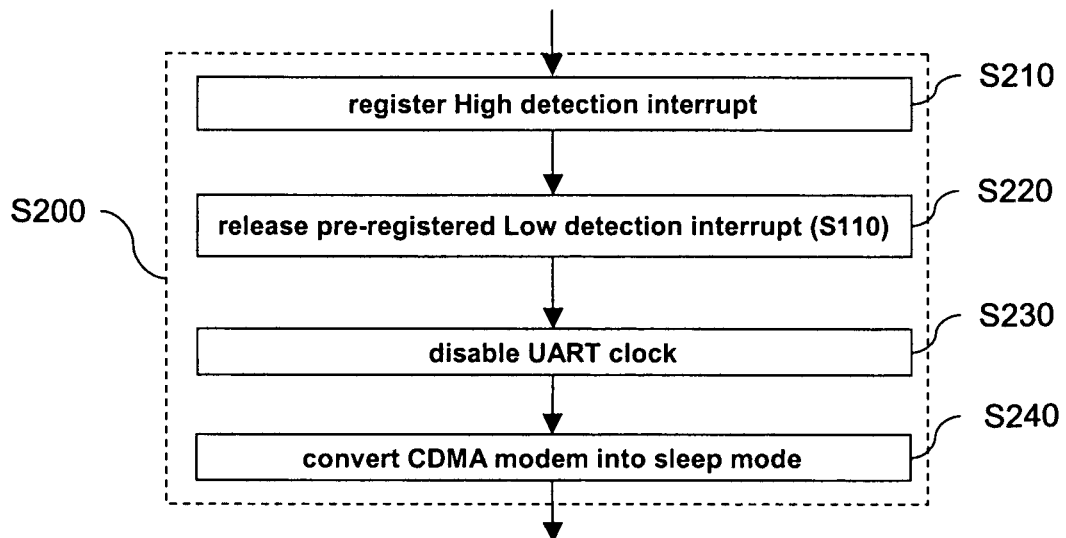 S210
register High detection interrupt
S220
S200
release pre-registered Low detection interrupt (S110)
S230
disable UART clock
S240
convert CDMA modem into sleep mode